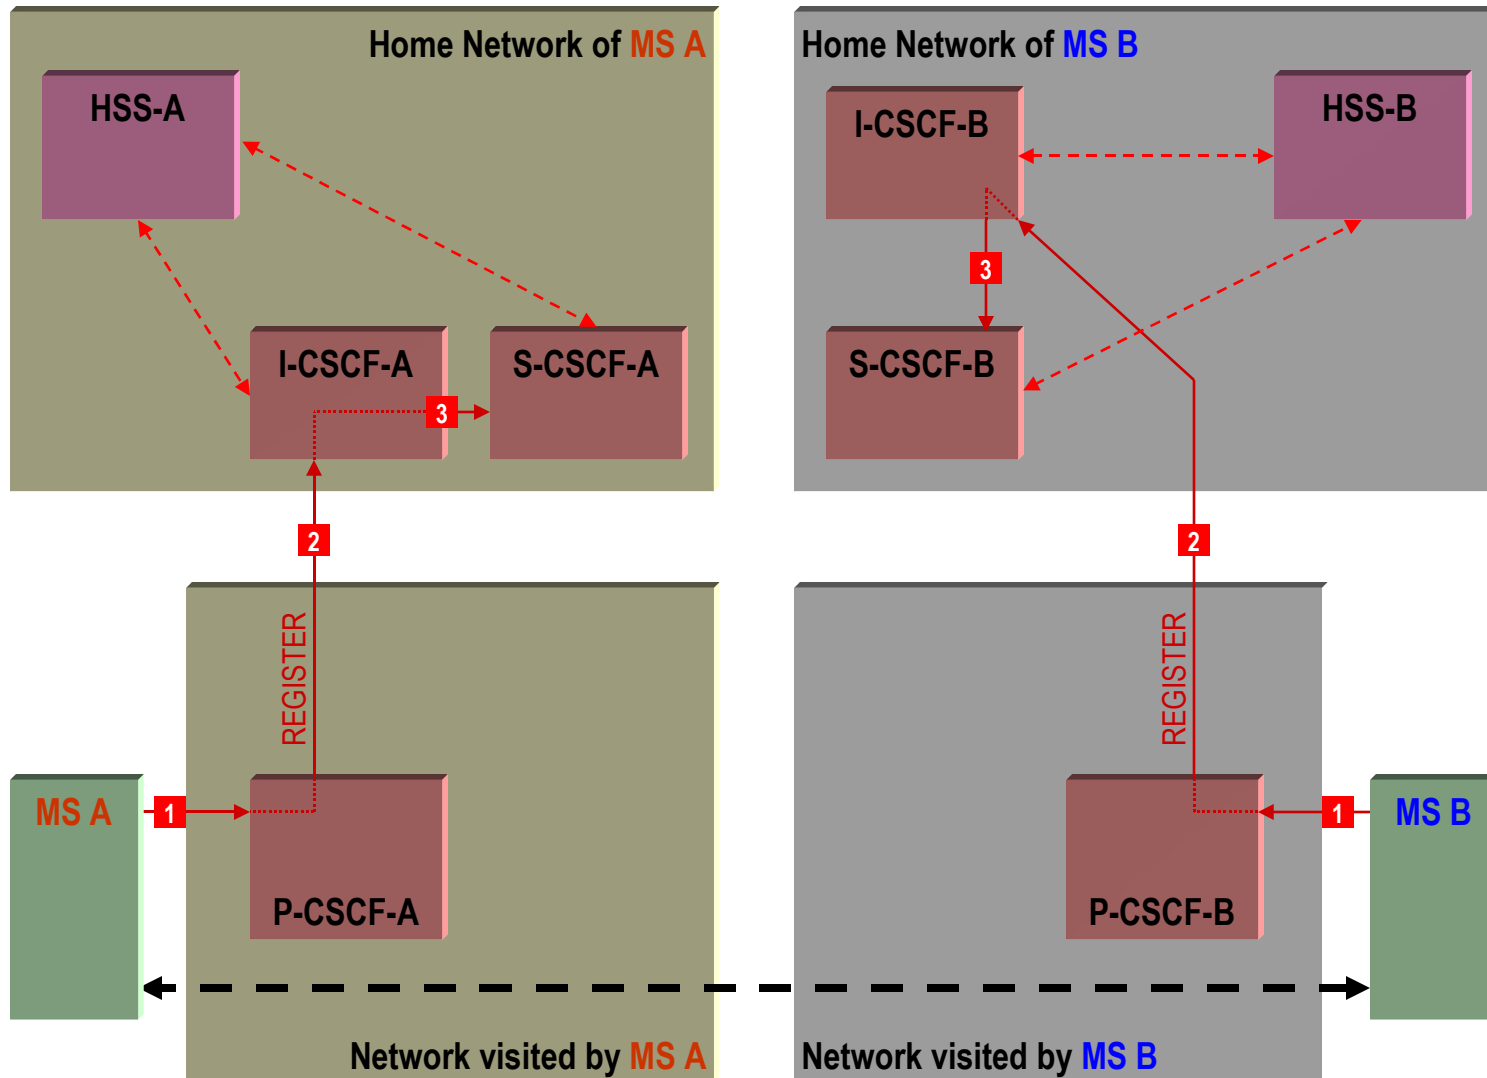 Home Network of MS A
HSS-A
I-CSCF-A
S-CSCF-A
3
Home Network of MS B
I-CSCF-B
HSS-B
3
S-CSCF-B
2
2
REGISTER
REGISTER
MS A
1
P-CSCF-A
Network visited by MS A
P-CSCF-B
1
MS B
Network visited by MS B